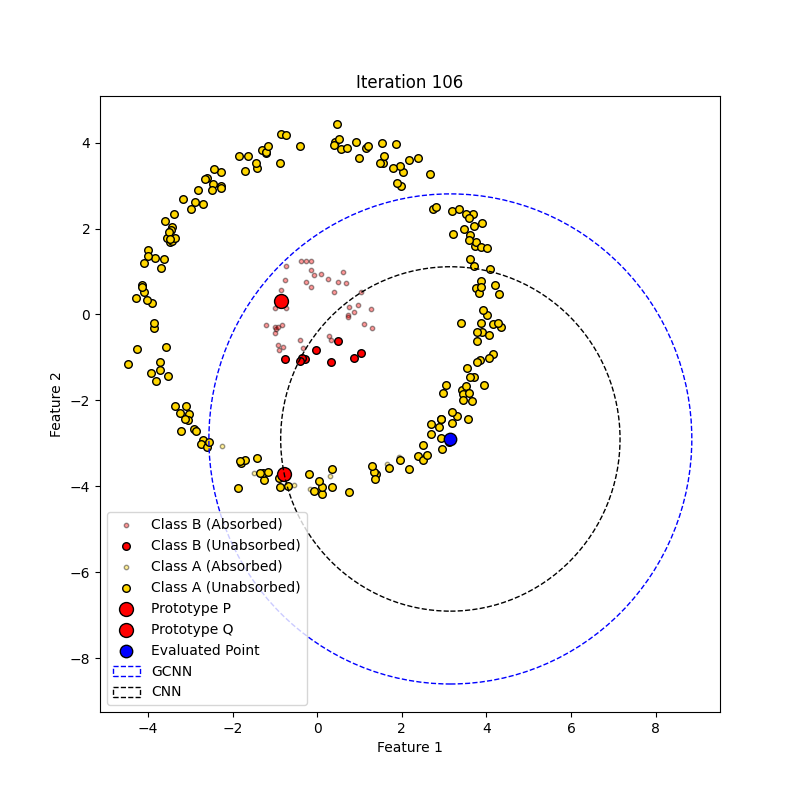 Iteration 106
4
2
0
−2
−4
−6
−8
Feature 2
Class B (Absorbed)
Class B (Unabsorbed)
Class A (Absorbed)
Class A (Unabsorbed)
Prototype P
Prototype Q
Evaluated Point
GCNN
CNN
−4 −2 0 2 4 6 8
Feature 1